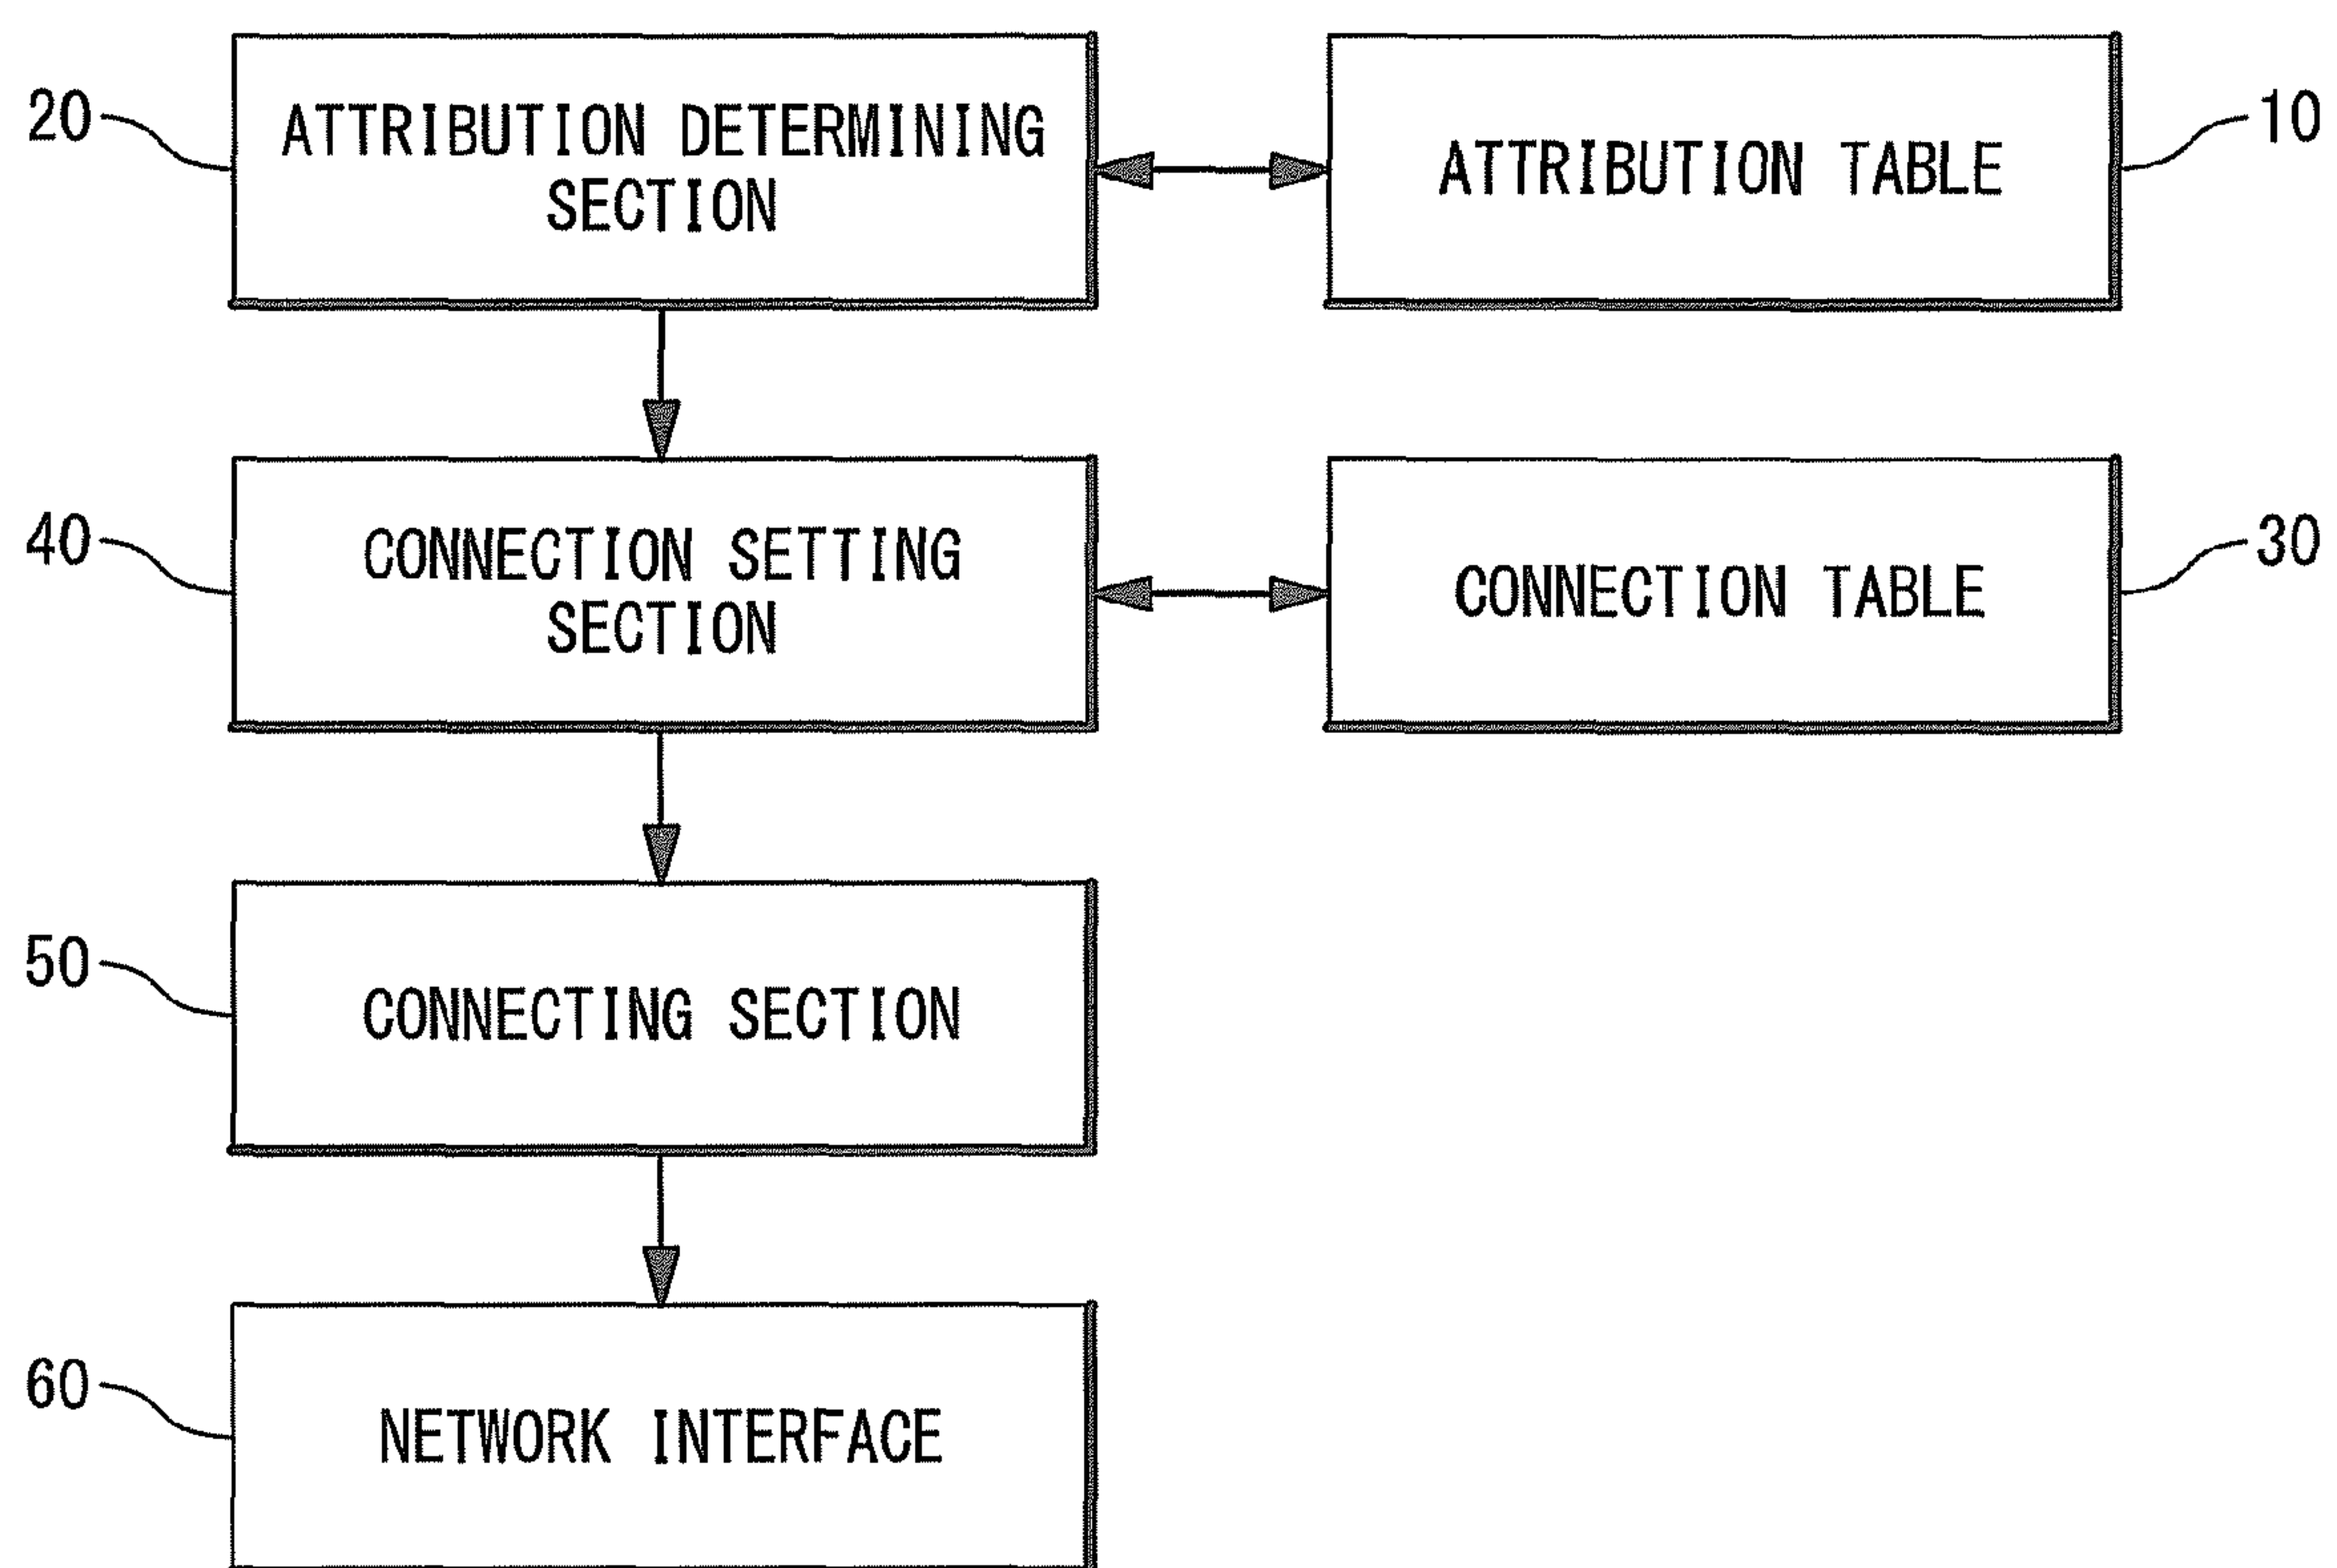 20
ATTRIBUTION DETERMINING
SECTION
ATTRIBUTION TABLE
10
40
CONNECTION SETTING
SECTION
CONNECTION TABLE
30
50
CONNECTING SECTION
60
NETWORK INTERFACE